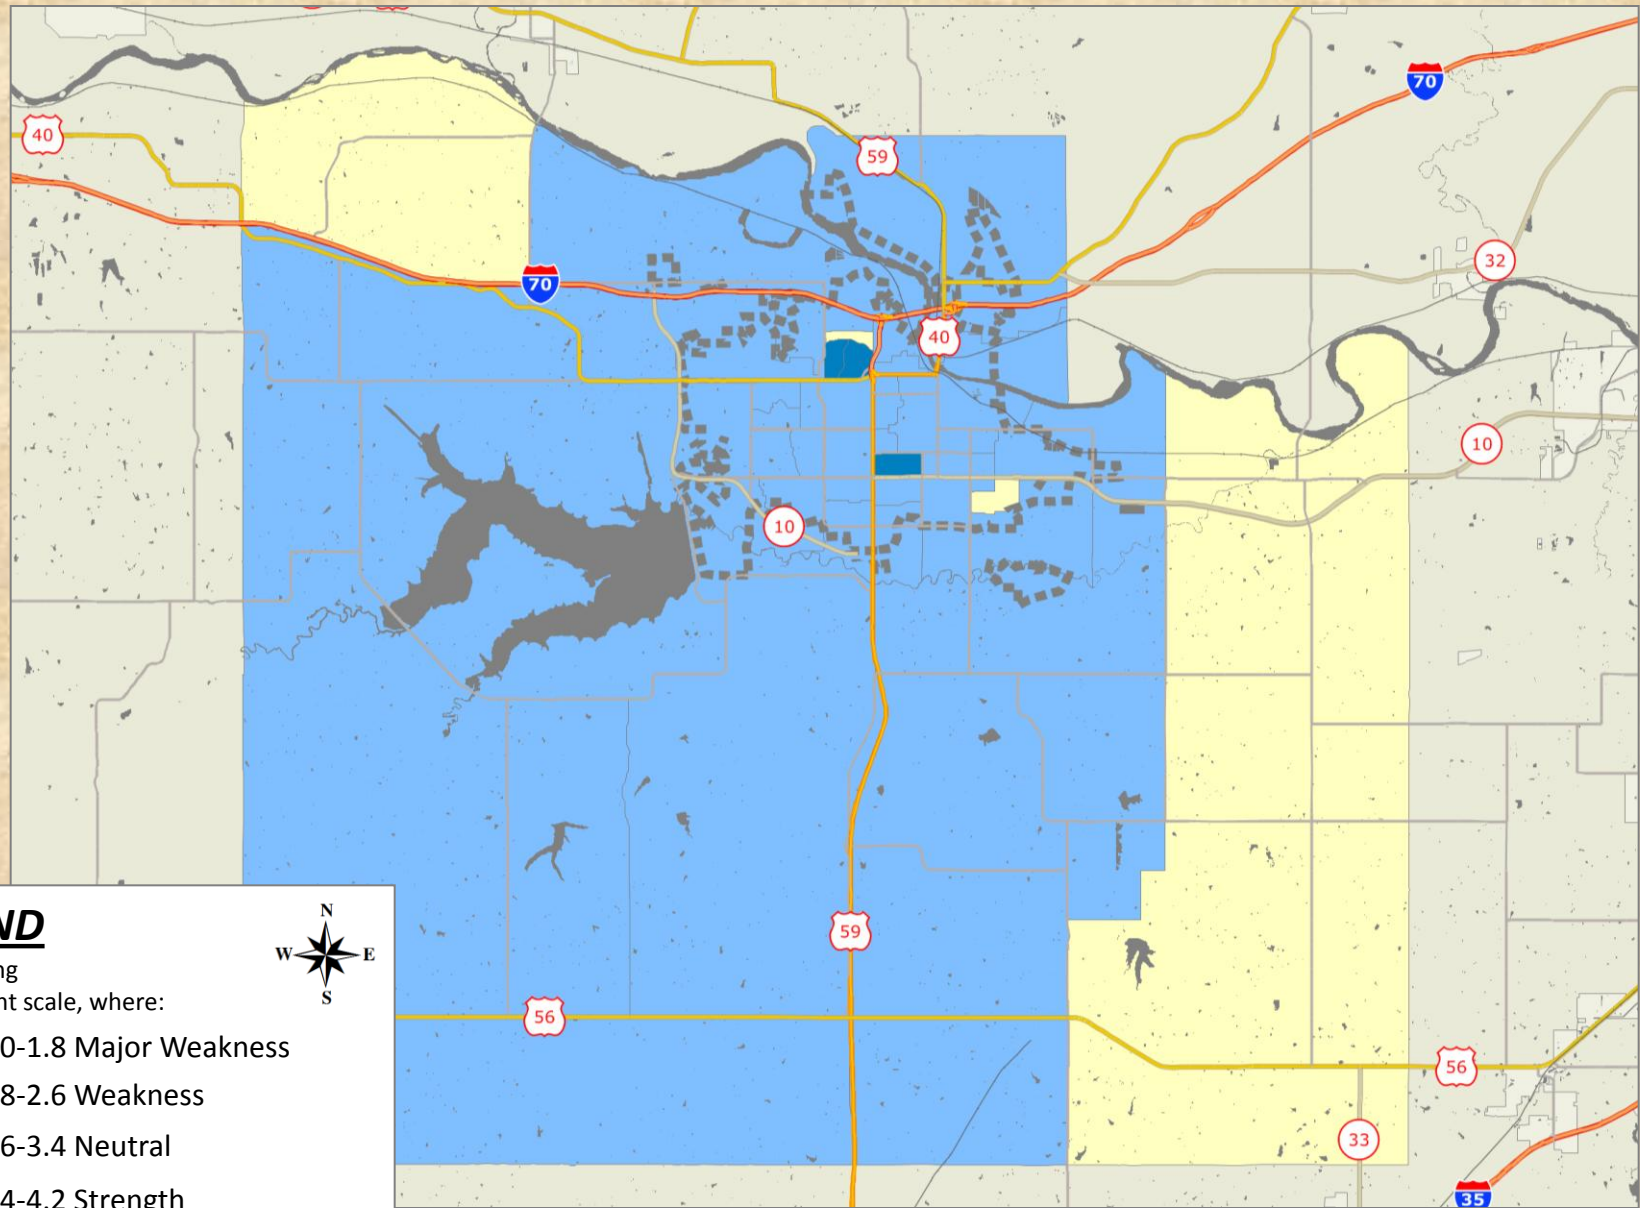 70
40
59
32
70
40
10
10
59
ND
N
W E
S
ng
nt scale, where:
0-1.8 Major Weakness
8-2.6 Weakness
6-3.4 Neutral
4-4.2 Strength
56
56
33
35